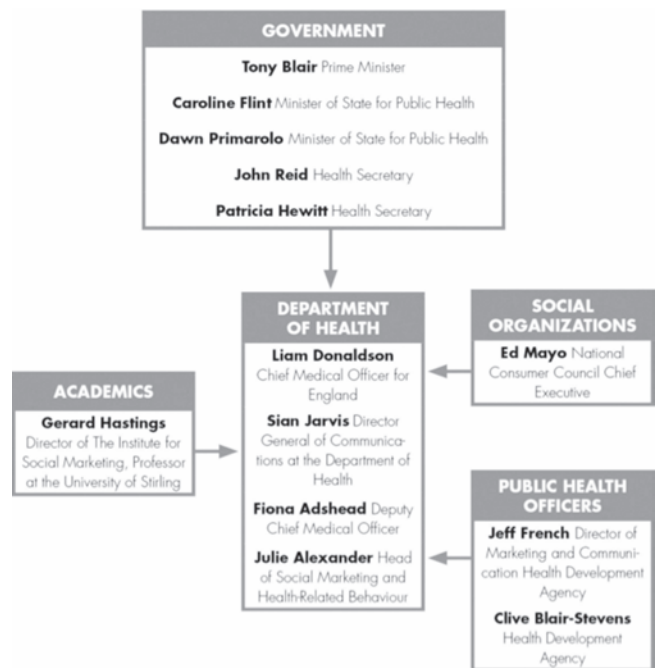 GOVERNMENT
Tony Blair Prime Minister
Caroline Flint Minister of State for Public Health
Dawn Primarolo Minister of State for Public Health
John Reid Health Secretary
Patricia Hewitt Health Secretary
DEPARTMENT
OF HEALTH
Liam Donaldson
Chief Medical Officer for
England
Sian Jarvis Director
General of Communica-
tions at the Department of
Health
Fiona Adshead Deputy
Chief Medical Officer
Julie Alexander Head
of Social Marketing and
Health-Related Behaviour
SOCIAL
ORGANIZATIONS
Ed Mayo National
Consumer Council Chief
Executive
ACADEMICS
Gerard Hastings
Director of The Institute for
Social Marketing, Professor
at the University of Stirling
PUBLIC HEALTH
OFFICERS
Jeff French Director of
Marketing and Communi-
cation Health Development
Agency
Clive Blair-Stevens
Health Development
Agency